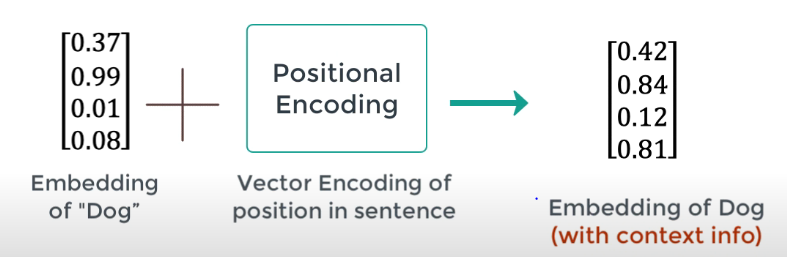 [0.37]
[0.99]
[0.01]
[0.08]
+
Positional
Encoding
[0.42]
[0.84]
[0.12]
[0.81]
Embedding
of "Dog”
Vector Encoding of
position in sentence
Embedding of Dog
(with context info)